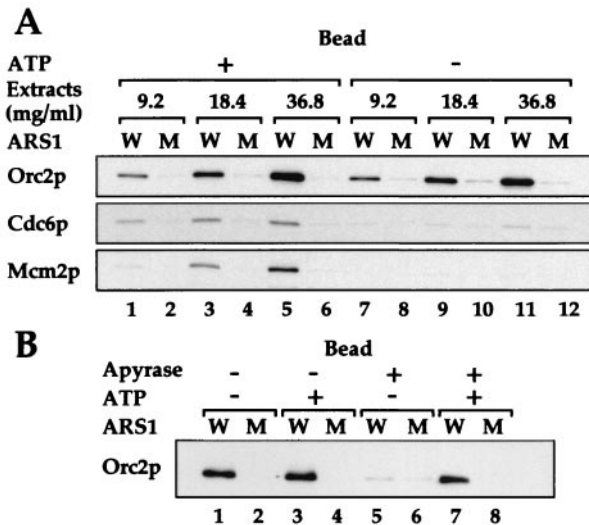 A
Bead
ATP + -
Extracts (mg/ml) 9.2 18.4 36.8 9.2 18.4 36.8
ARS1 W M W M W M W M W M W M
Orc2p
Cdc6p
Mcm2p
1 2 3 4 5 6 7 8 9 10 11 12
B
Bead
Apyrase - - + +
ATP - + - +
ARS1 W M W M W M W M
Orc2p
1 2 3 4 5 6 7 8